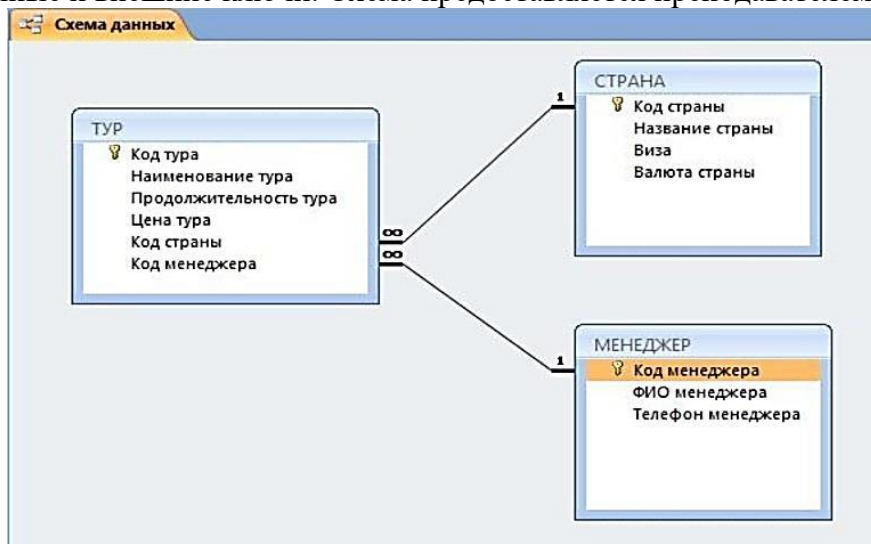 Схема данных
ТУР
Код тура
Наименование тура
Продолжительность тура
Цена тура
Код страны
Код менеджера
∞
∞
1
1
СТРАНА
Код страны
Название страны
Виза
Валюта страны
МЕНЕДЖЕР
Код менеджера
ФИО менеджера
Телефон менеджера